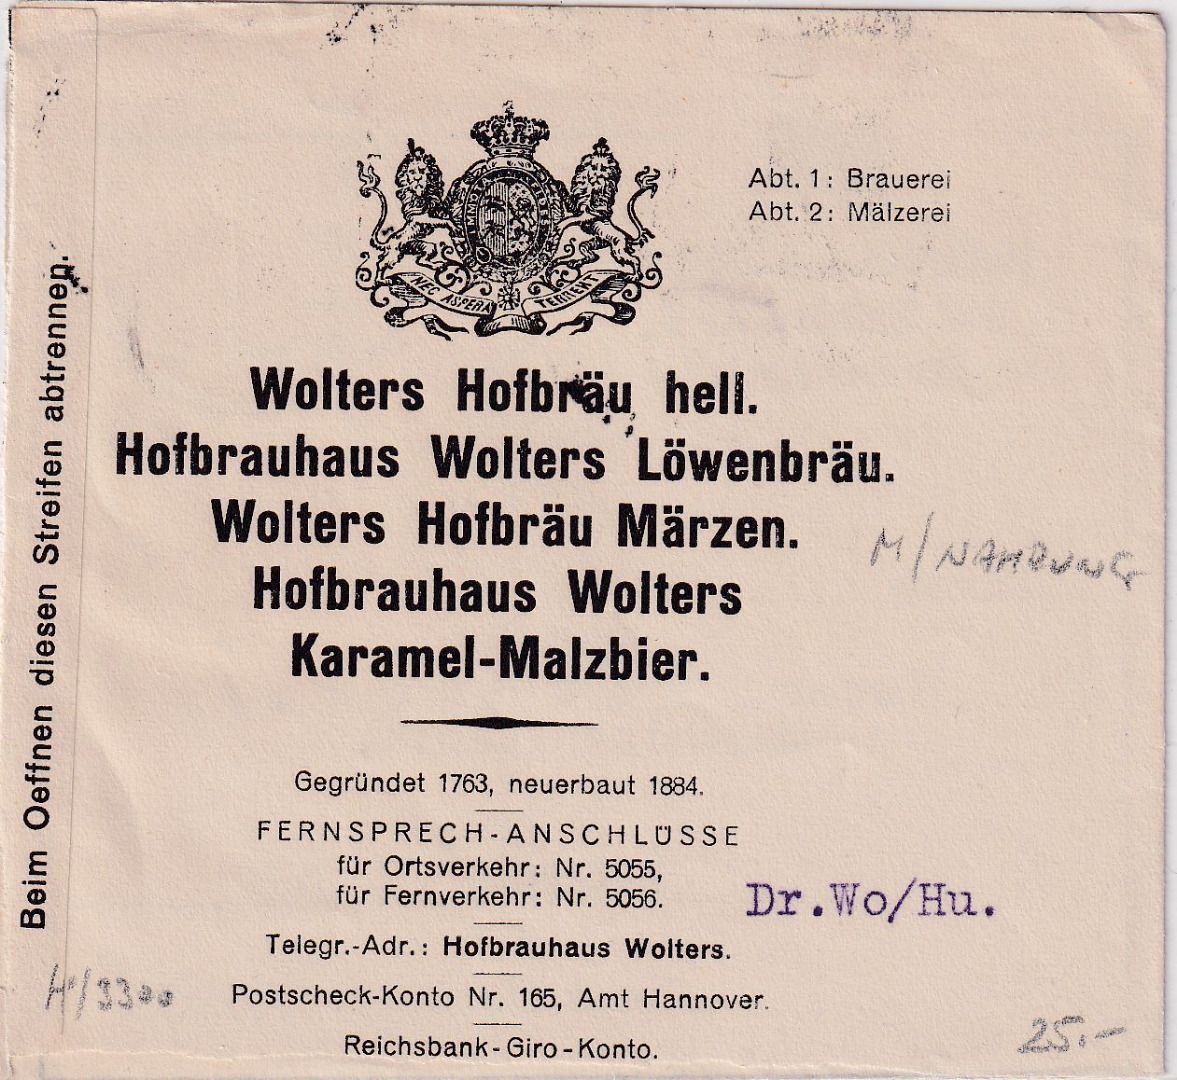 Beim Oeffnen diesen Streifen abtrennen.
NEC ASPERA TERRENT
Abt. 1: Brauerei
Abt. 2: Mälzerei
Wolters Hofbräu hell.
Hofbrauhaus Wolters Löwenbräu.
Wolters Hofbräu Märzen.
Hofbrauhaus Wolters
Karamel-Malzbier.
M/NAHRUNG
Gegründet 1763, neuerbaut 1884.
FERNSPRECH-ANSCHLÜSSE
für Ortsverkehr: Nr. 5055,
für Fernverkehr: Nr. 5056.
Dr.Wo/Hu.
Telegr.-Adr.: Hofbrauhaus Wolters.
Postscheck-Konto Nr. 165, Amt Hannover.
Reichsbank-Giro-Konto.
25.-